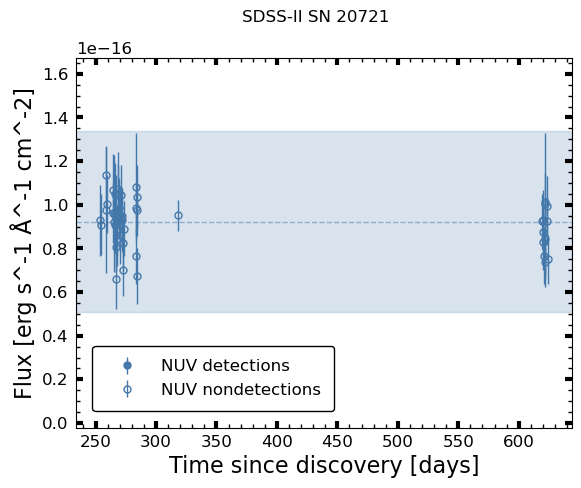 SDSS-II SN 20721
1e−16
1.6
1.4
1.2
1.0
0.8
0.6
0.4
0.2
0.0
Flux [erg s^-1 Å^-1 cm^-2]
NUV detections
NUV nondetections
250 300 350 400 450 500 550 600
Time since discovery [days]